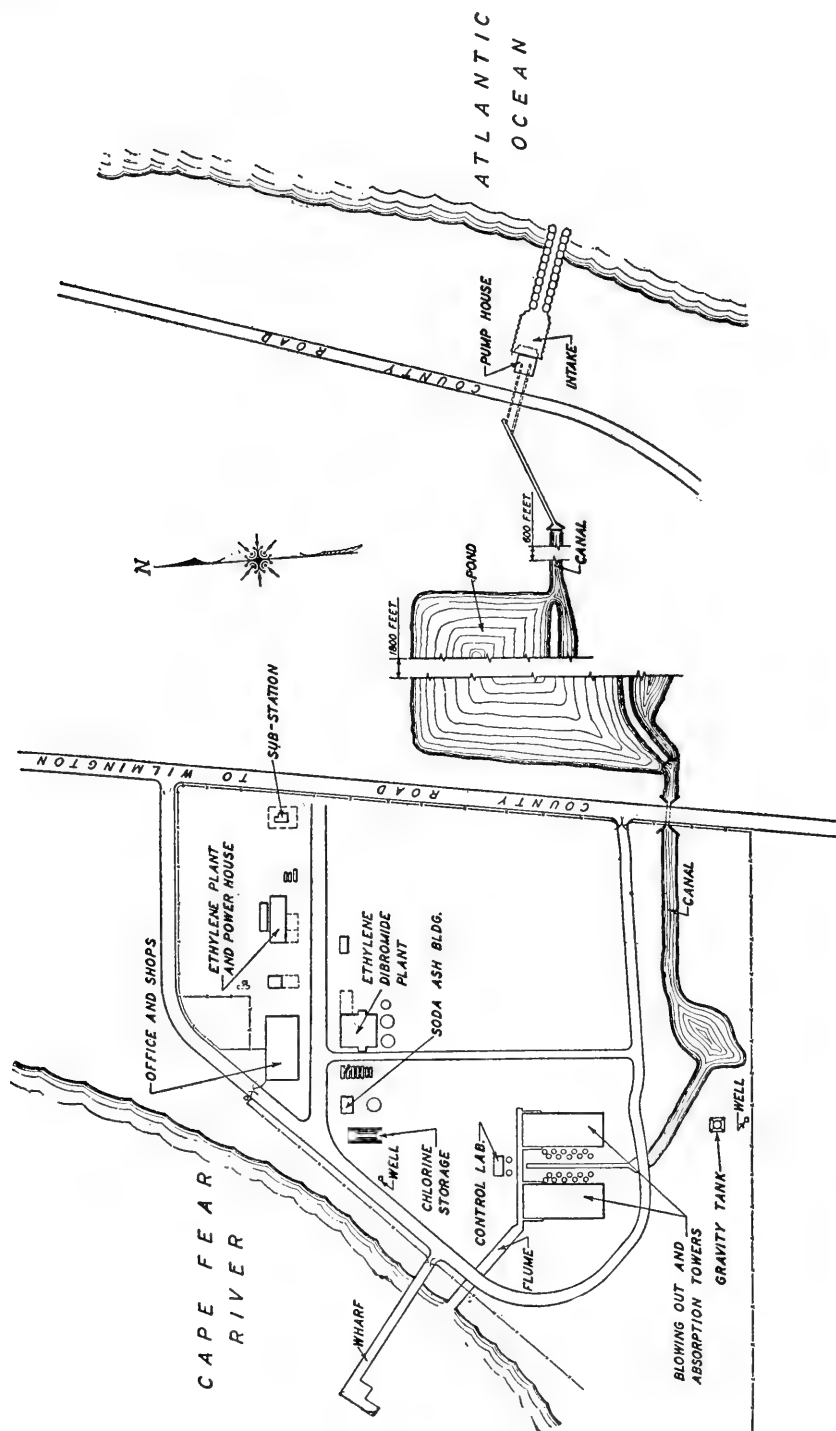 ATLANTIC
OCEAN
PUMP HOUSE
INTAKE
COUNTY ROAD
600 FEET
CANAL
POND
1800 FEET
N
SUB-STATION
COUNTY ROAD TO WILMINGTON
ETHYLENE PLANT
AND POWER HOUSE
OFFICE AND SHOPS
ETHYLENE
DIBROMIDE
PLANT
SODA ASH BLDG.
CANAL
CHLORINE
STORAGE
WELL
CONTROL LAB.
FLUME
WELL
GRAVITY TANK
BLOWING OUT AND
ABSORPTION TOWERS
CAPE FEAR
RIVER
WHARF